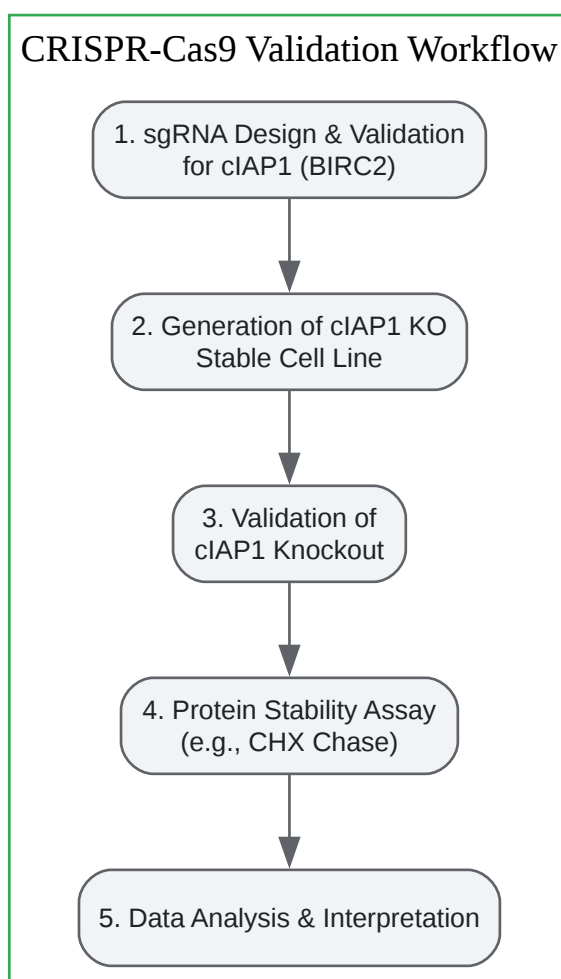 CRISPR-Cas9 Validation Workflow
1. sgRNA Design & Validation
for cIAP1 (BIRC2)
2. Generation of cIAP1 KO
Stable Cell Line
3. Validation of
cIAP1 Knockout
4. Protein Stability Assay
(e.g., CHX Chase)
5. Data Analysis & Interpretation